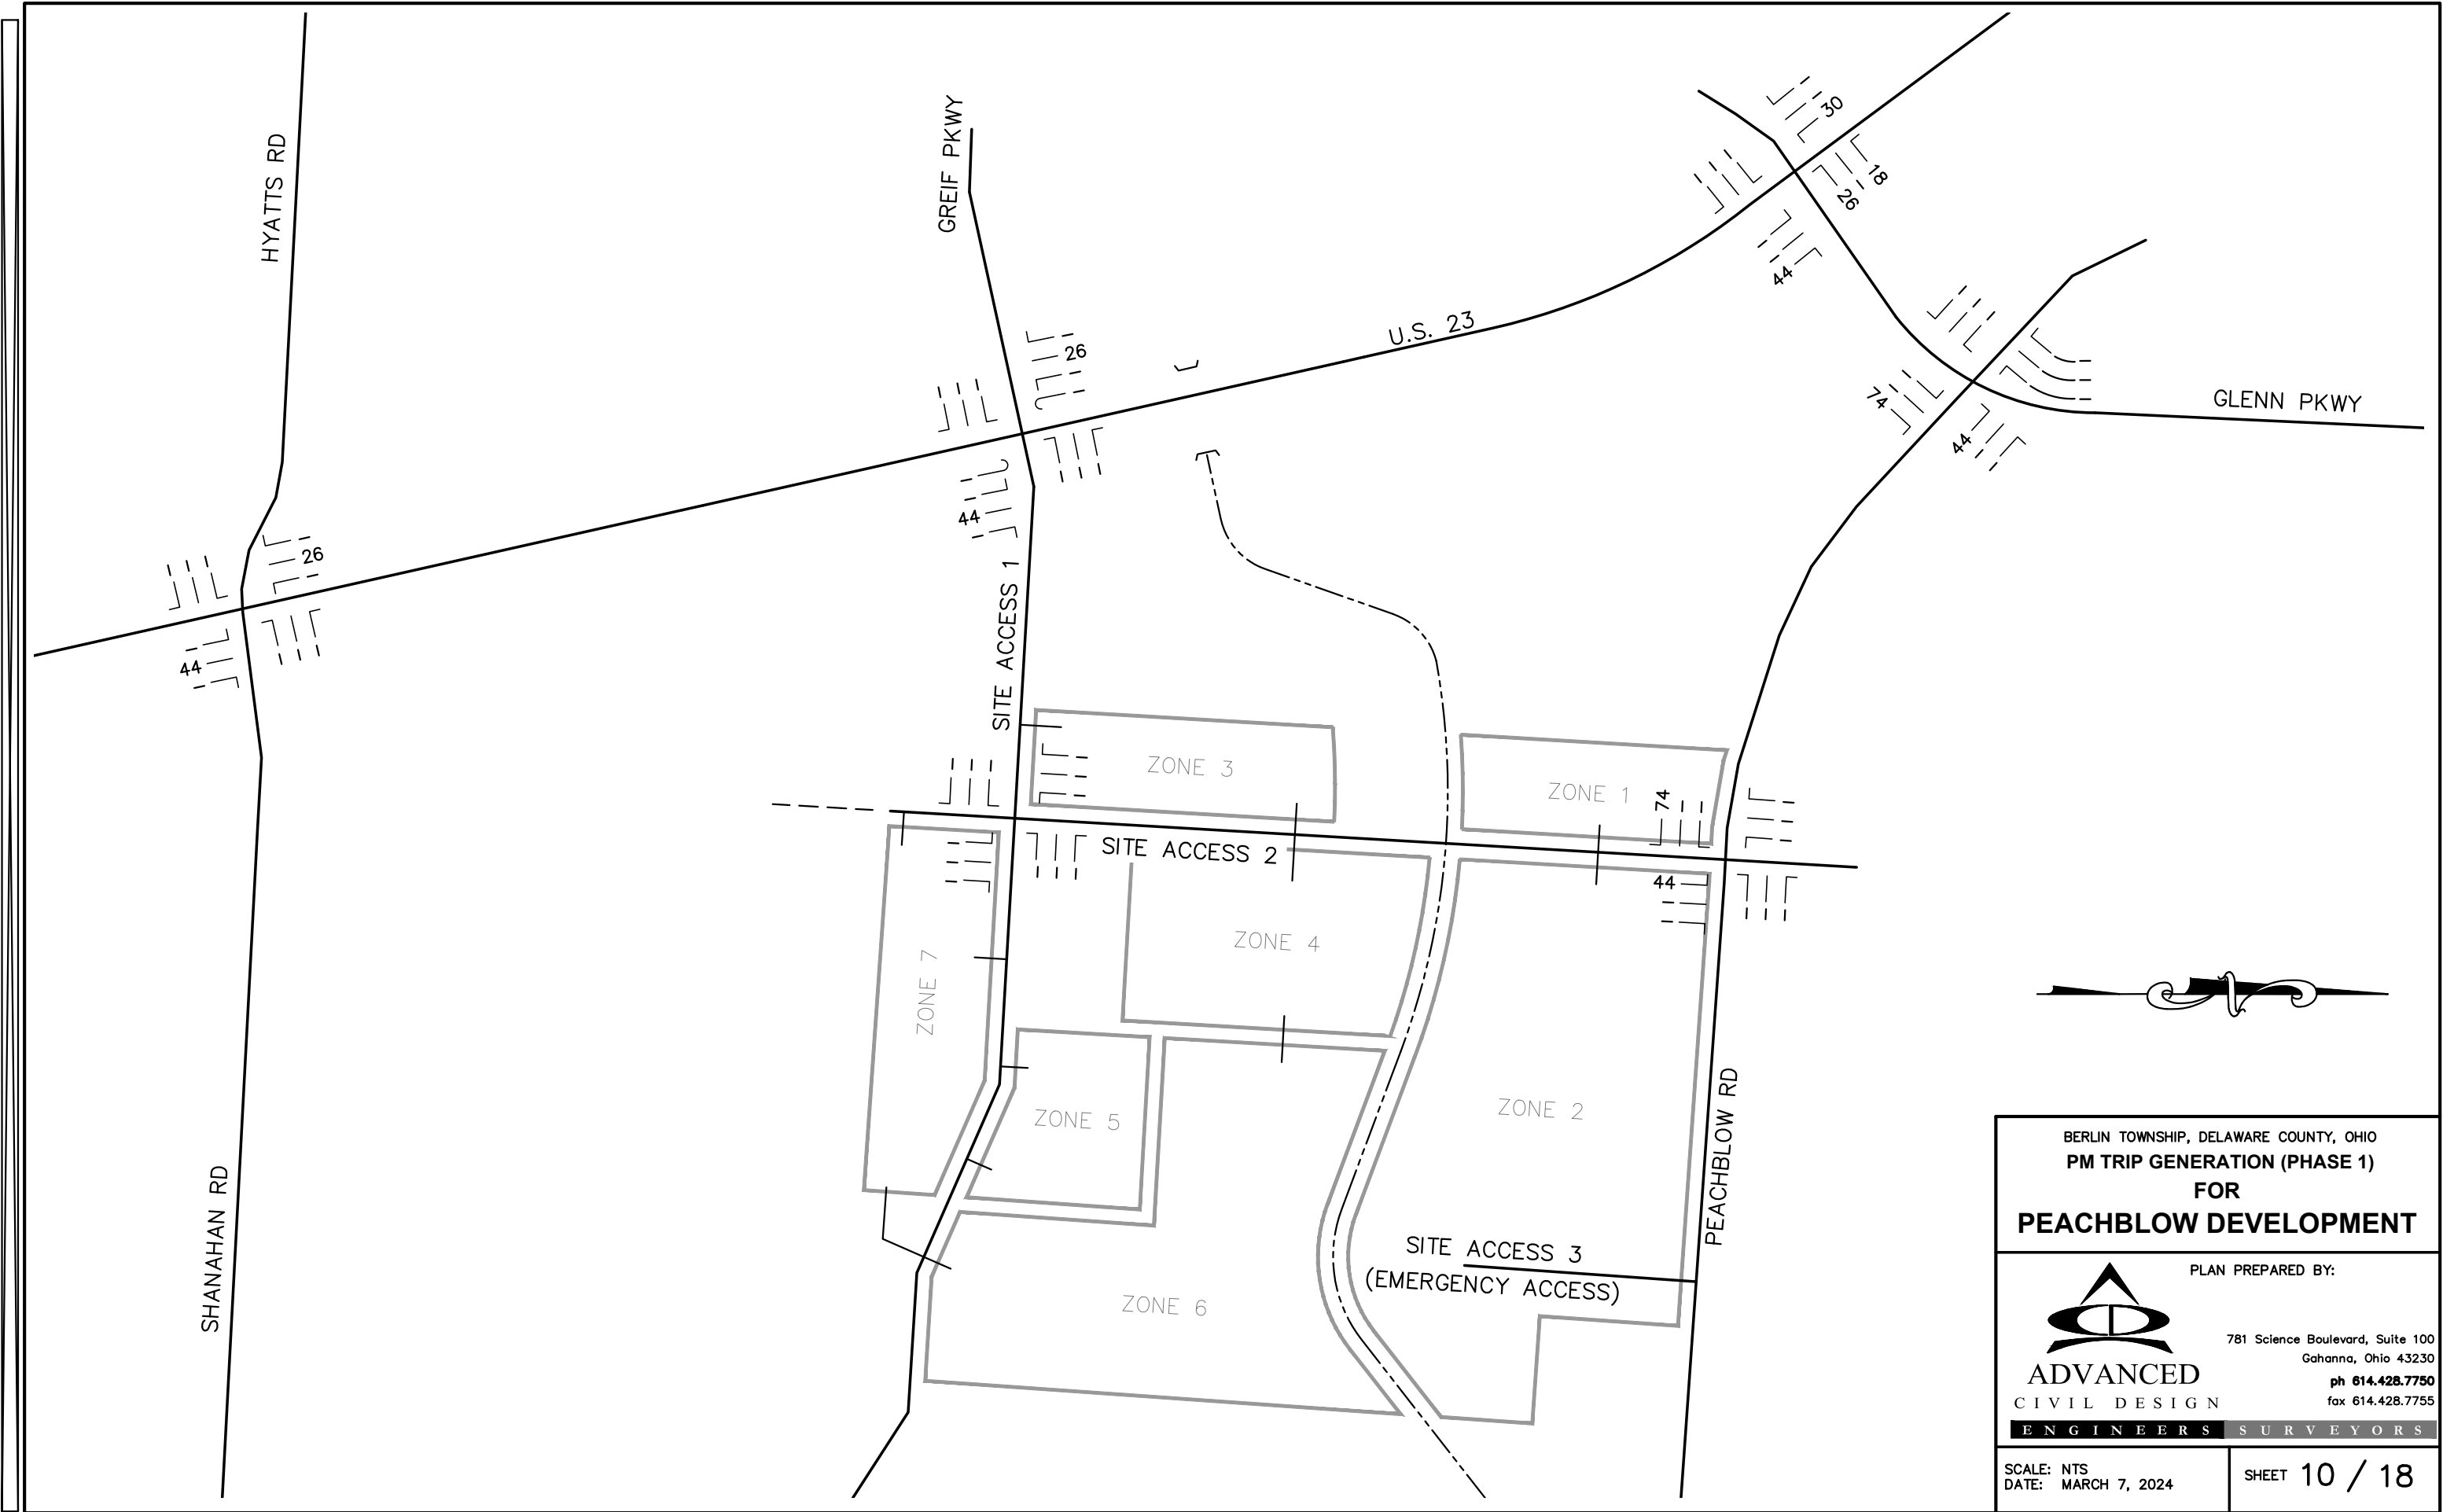 HYATTS RD
GREIF PKWY
30
18
26
44
U.S. 23
26
74
44
GLENN PKWY
44
26
44
SITE ACCESS 1
ZONE 3
ZONE 1
74
SITE ACCESS 2
44
ZONE 4
ZONE 7
ZONE 5
ZONE 2
PEACHBLOW RD
SHANAHAN RD
SITE ACCESS 3
(EMERGENCY ACCESS)
ZONE 6
N
BERLIN TOWNSHIP, DELAWARE COUNTY, OHIO
PM TRIP GENERATION (PHASE 1)
FOR
PEACHBLOW DEVELOPMENT
PLAN PREPARED BY:
781 Science Boulevard, Suite 100
Gahanna, Ohio 43230
ph 614.428.7750
fax 614.428.7755
ADVANCED
CIVIL DESIGN
ENGINEERS SURVEYORS
SCALE: NTS
DATE: MARCH 7, 2024
SHEET 10 / 18